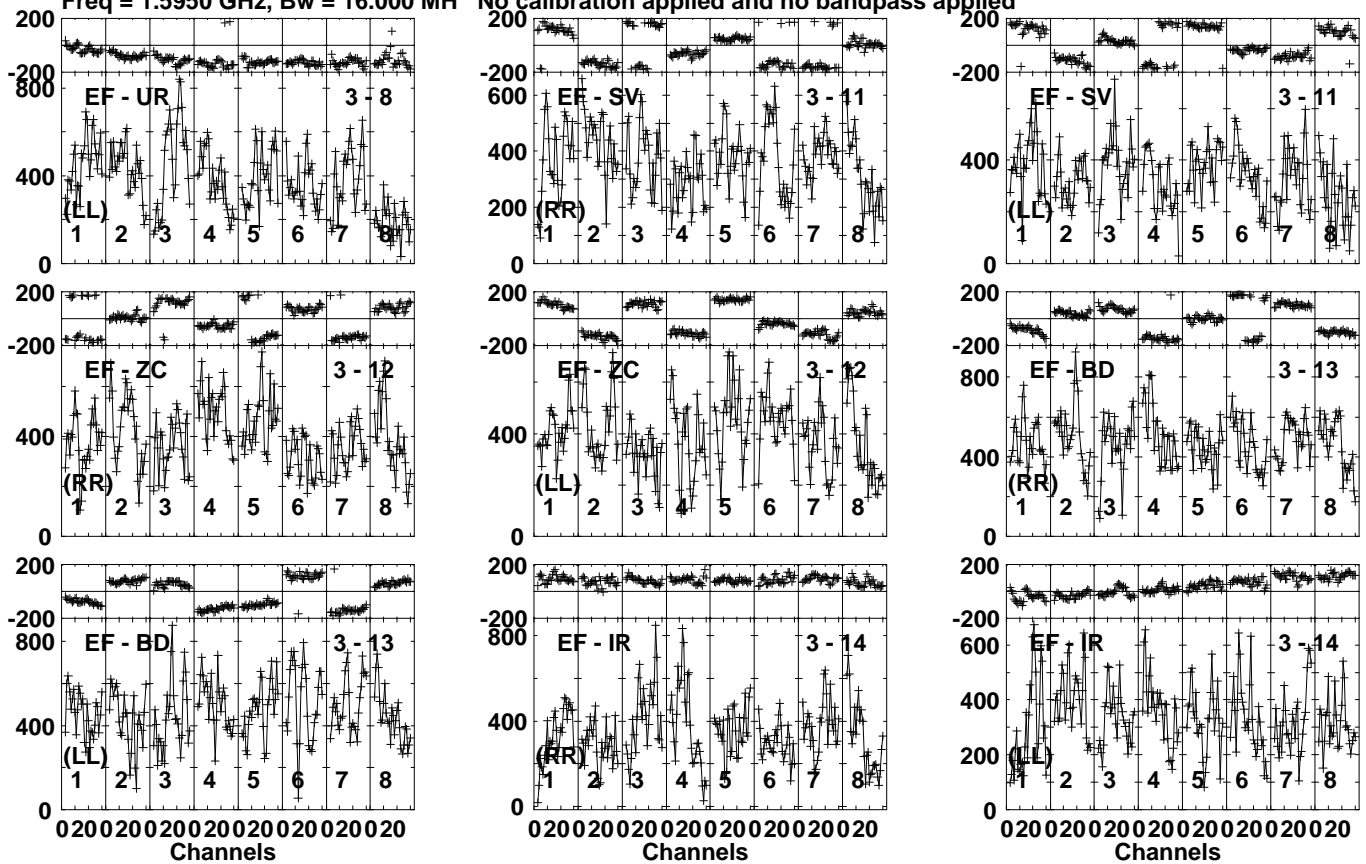 Freq = 1.5950 GHz, Bw = 16.000 MH No calibration applied and no bandpass applied
200 200 200
-200 -200 -200
800 EF - UR 3 - 8 600 EF - SV 3 - 11 EF - SV 3 - 11
400 400 400
200
(LL) (RR) (LL)
1 2 3 4 5 6 7 8 1 2 3 4 5 6 7 8 1 2 3 4 5 6 7 8
0 0 0
200 200 200
-200 -200 -200
EF - ZC 3 - 12 EF - ZC 3 - 12 800 EF - BD 3 - 13
400 400 400
(RR) (LL) (RR)
1 2 3 4 5 6 7 8 1 2 3 4 5 6 7 8 1 2 3 4 5 6 7 8
0 0 0
200 200 200
-200 -200 -200
800 EF - BD 3 - 13 800 EF - IR 3 - 14 600 EF - IR 3 - 14
400 400 400
200
(LL) (RR) (LL)
1 2 3 4 5 6 7 8 1 2 3 4 5 6 7 8 1 2 3 4 5 6 7 8
0 0 0
0 20 0 20 0 20 0 20 0 20 0 20 0 20 0 20 0 20 0 20 0 20 0 20 0 20 0 20 0 20 0 20 0 20 0 20 0 20 0 20 0 20 0 20 0 20 0 20
Channels Channels Channels